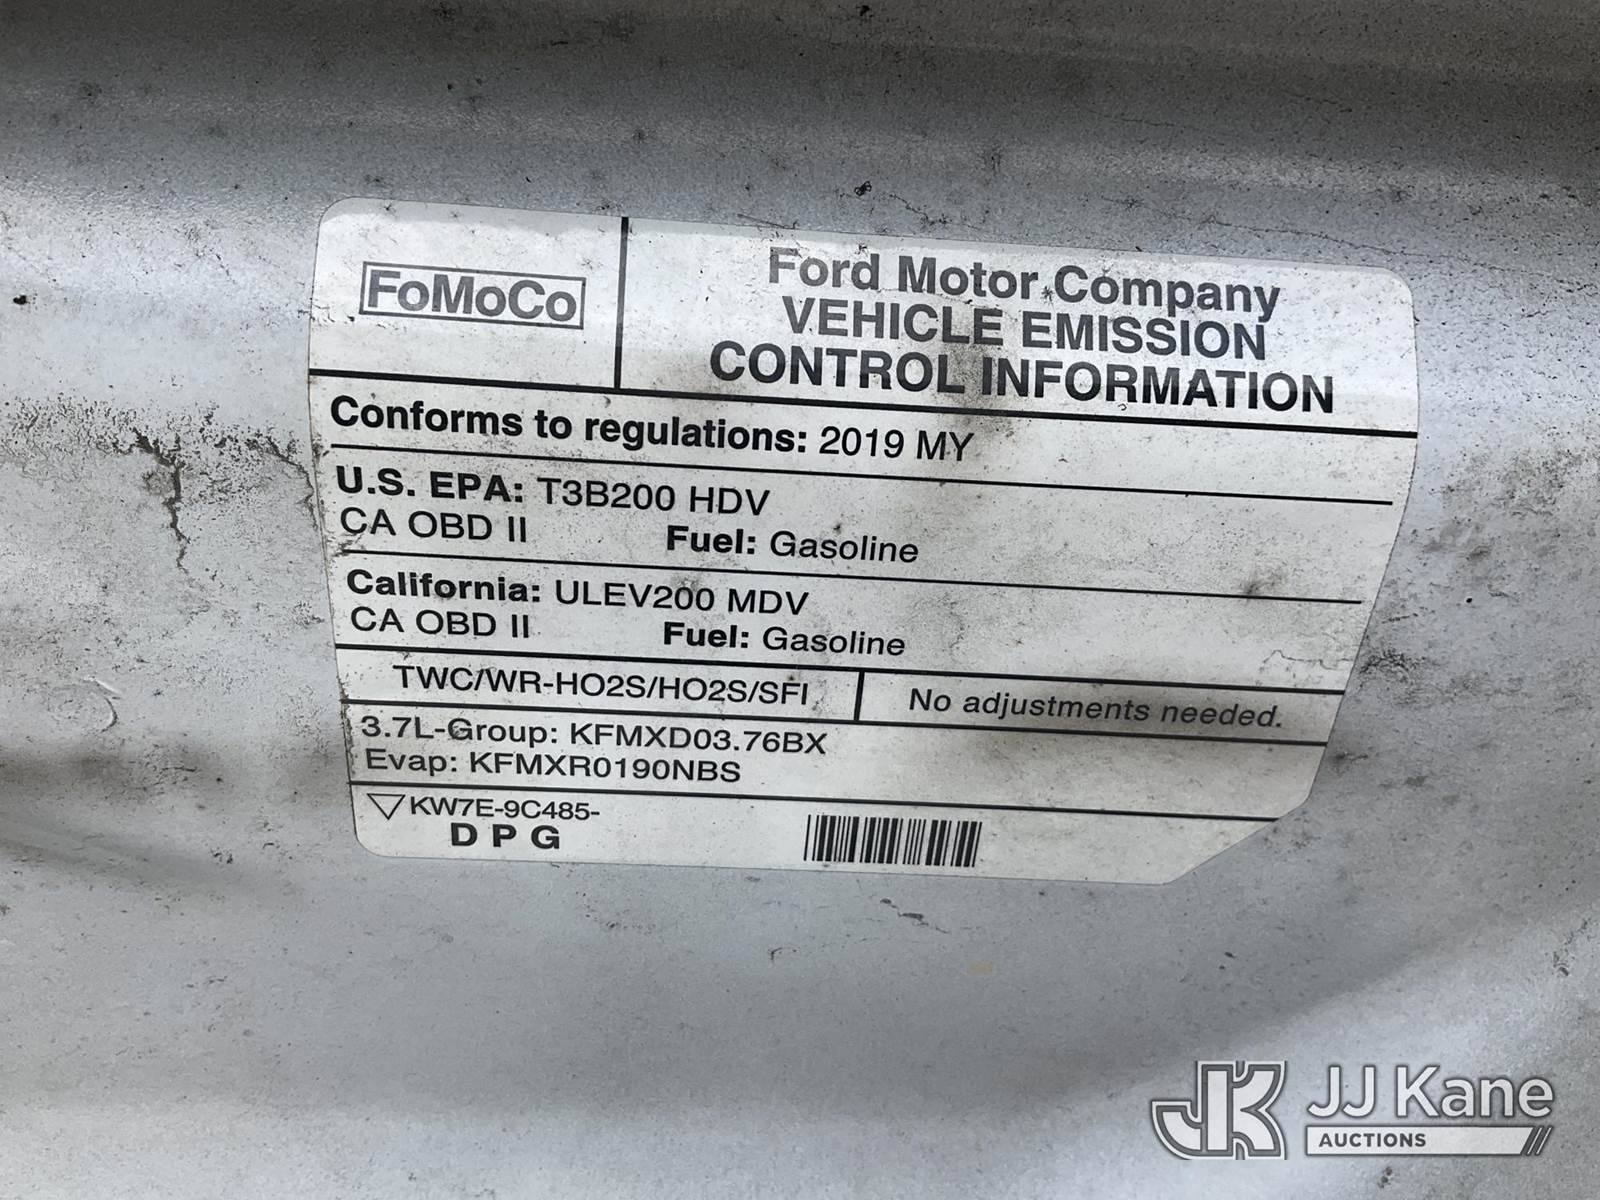 FoMoCo
Ford Motor Company
VEHICLE EMISSION
CONTROL INFORMATION
Conforms to regulations: 2019 MY
U.S. EPA: T3B200 HDV
CA OBD II Fuel: Gasoline
California: ULEV200 MDV
CA OBD II Fuel: Gasoline
TWC/WR-HO2S/HO2S/SFI
No adjustments needed.
3.7L-Group: KFMXD03.76BX
Evap: KFMXR0190NBS
KW7E-9C485-
D P G
JK JJ Kane
AUCTIONS